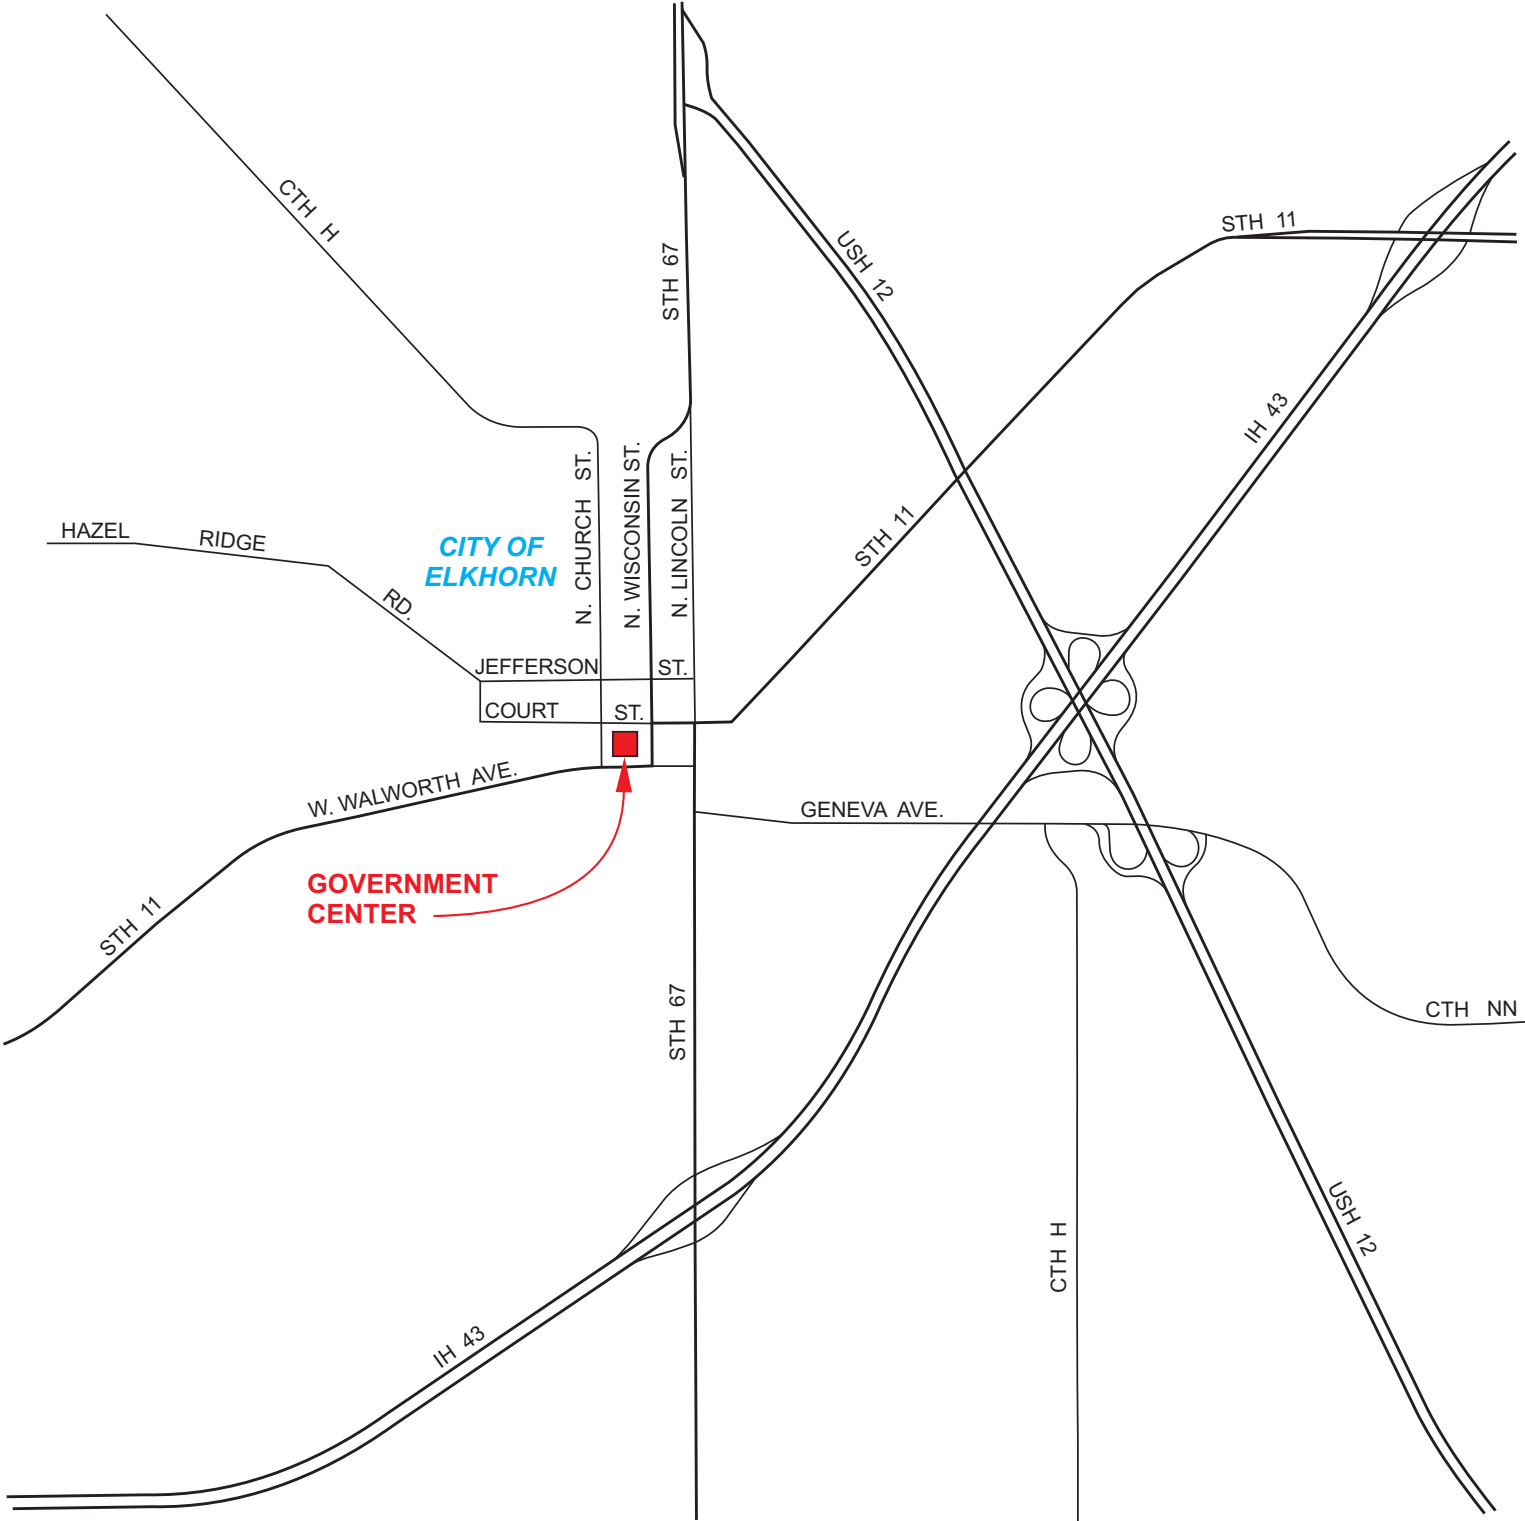 CTH H
STH 67
USH 12
STH 11
IH 43
N. CHURCH ST.
N. WISCONSIN ST.
N. LINCOLN ST.
STH 11
HAZEL RIDGE RD.
CITY OF
ELKHORN
JEFFERSON ST.
COURT ST.
W. WALWORTH AVE.
GENEVA AVE.
GOVERNMENT
CENTER
STH 11
STH 67
CTH NN
CTH H
USH 12
IH 43